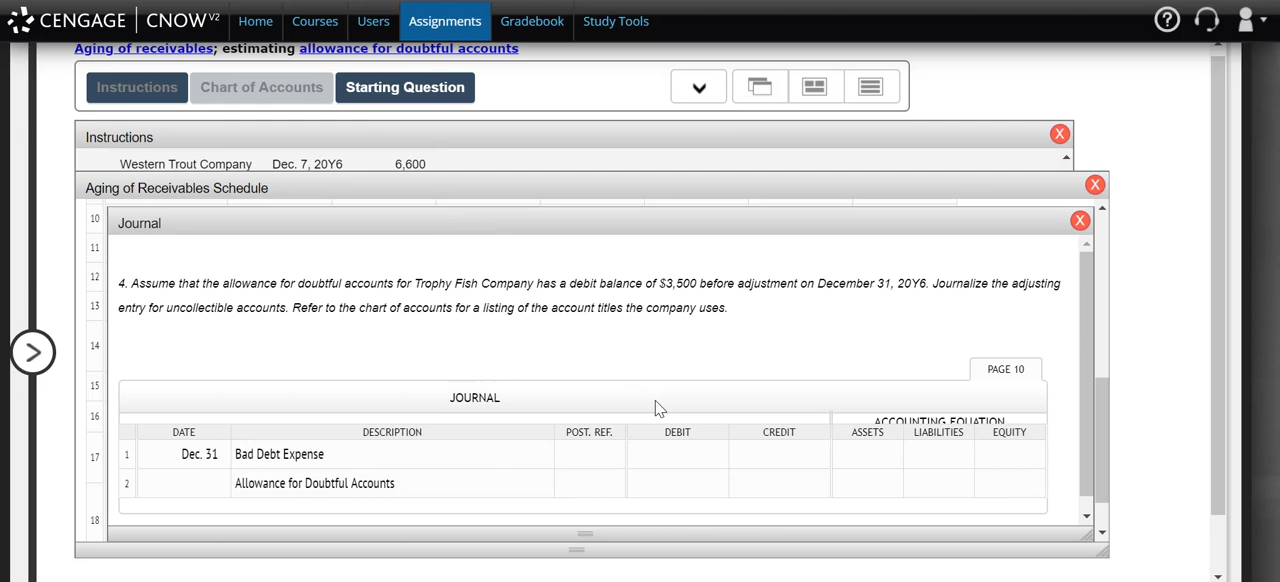 CENGAGE | CNOWV2 Home Courses Users Assignments Gradebook Study Tools
Aging of receivables; estimating allowance for doubtful accounts
Instructions Chart of Accounts Starting Question
Instructions
Western Trout Company Dec. 7, 20Y6 6,600
Aging of Receivables Schedule
10
Journal
11
12
4. Assume that the allowance for doubtful accounts for Trophy Fish Company has a debit balance of $3,500 before adjustment on December 31, 20Y6. Journalize the adjusting
13
entry for uncollectible accounts. Refer to the chart of accounts for a listing of the account titles the company uses.
14
PAGE 10
15
JOURNAL
16
ACCOUNTING EQUATION
DATE DESCRIPTION POST. REF. DEBIT CREDIT ASSETS LIABILITIES EQUITY
17
1 Dec. 31 Bad Debt Expense
2 Allowance for Doubtful Accounts
18